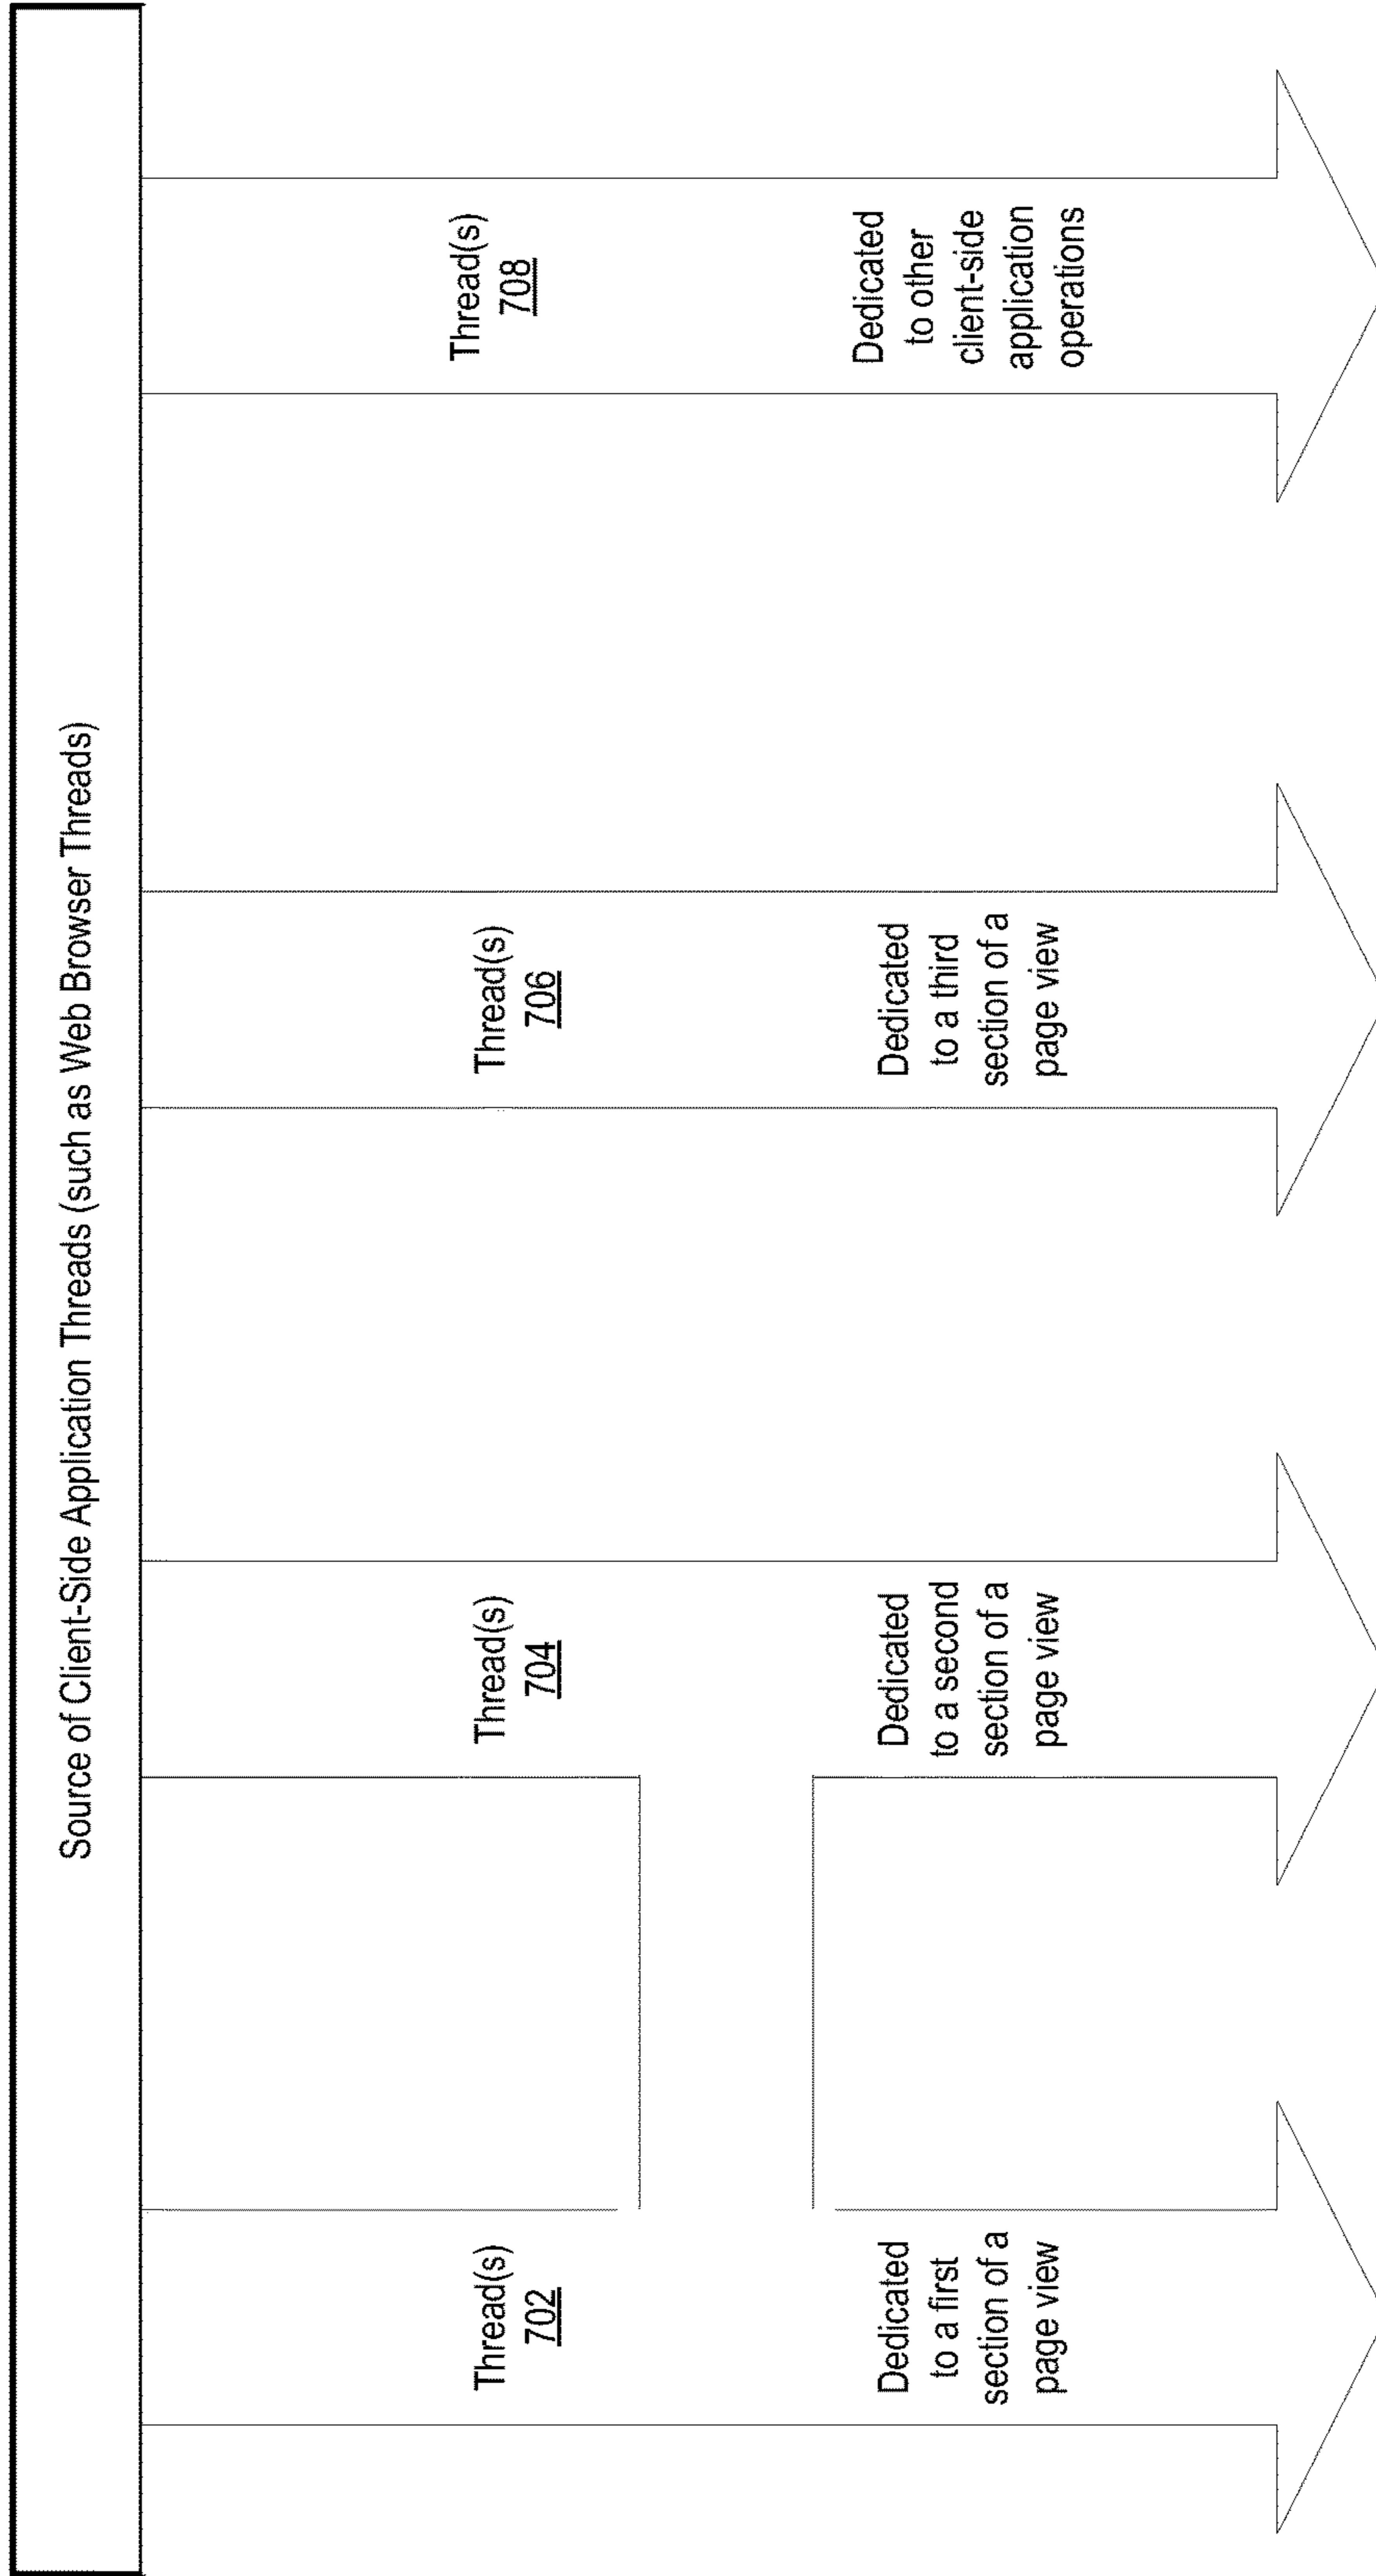 Source of Client-Side Application Threads (such as Web Browser Threads)
Thread(s)
702
Dedicated
to a first
section of a
page view
Thread(s)
704
Dedicated
to a second
section of a
page view
Thread(s)
706
Dedicated
to a third
section of a
page view
Thread(s)
708
Dedicated
to other
client-side
application
operations